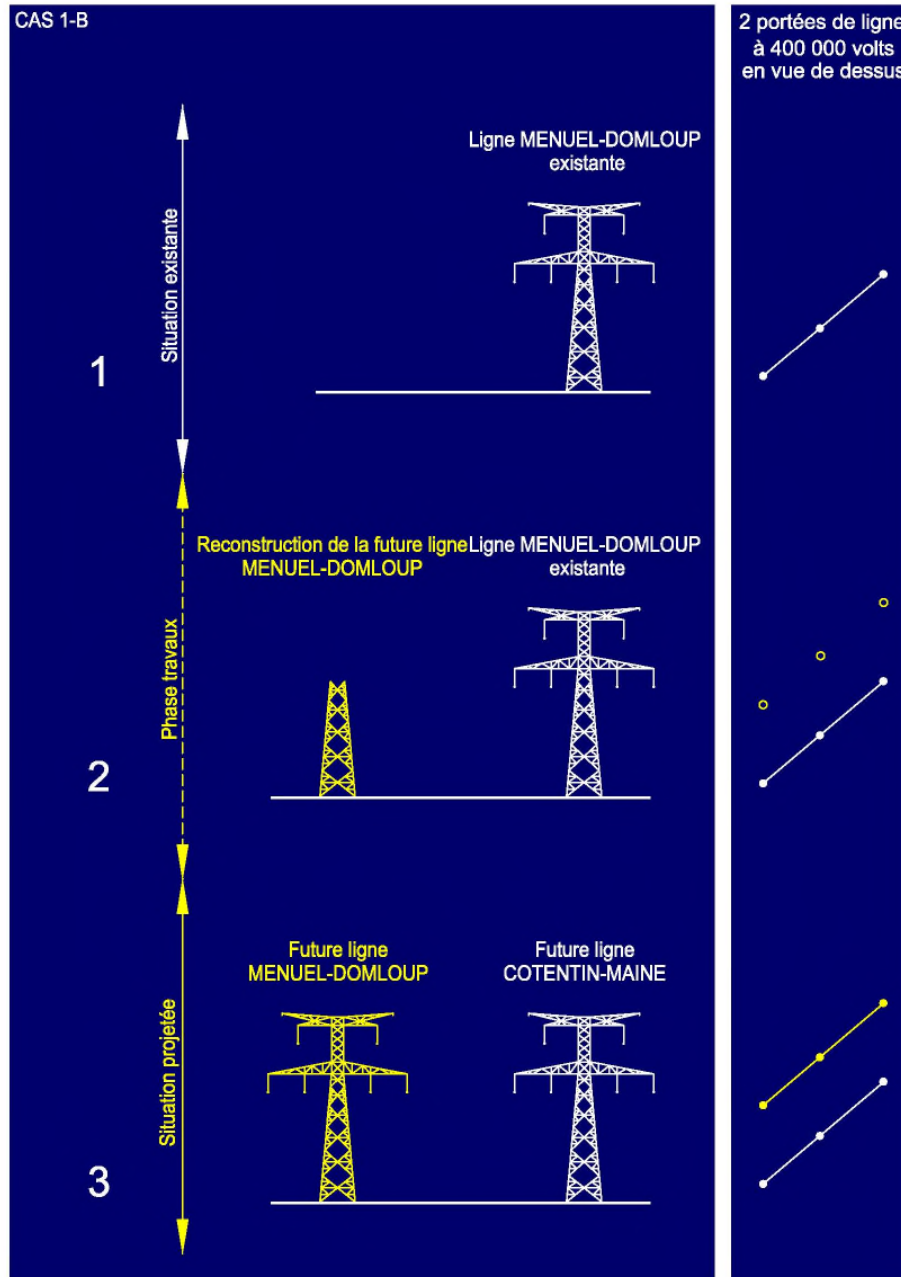 CAS 1-B
2 portées de ligne
à 400 000 volts
en vue de dessus
Ligne MENUEL-DOMLOUP
existante
Situation existante
1
Reconstruction de la future ligne
MENUEL-DOMLOUP
Ligne MENUEL-DOMLOUP
existante
Phase travaux
2
Future ligne
MENUEL-DOMLOUP
Future ligne
COTENTIN-MAINE
Situation projetée
3